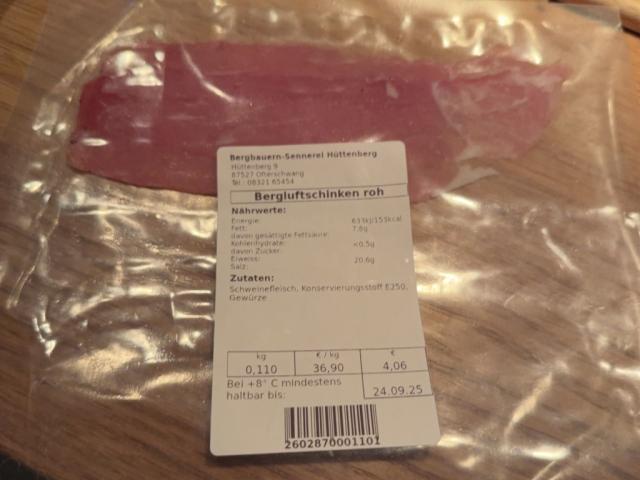 Bergbauern-Sennerei Hüttenberg
Hüttenberg 9
87527 Ofterschwang
Tel.: 08321 65454
Bergluftschinken roh
Nährwerte:
Energie: 633kj/153kcal
Fett: 7,8g
davon gesättigte Fettsäure:
Kohlenhydrate: <0,5g
davon Zucker:
Eiweiss: 20,6g
Salz:
Zutaten:
Schweinefleisch, Konservierungsstoff E250,
Gewürze
kg € / kg €
0,110 36,90 4,06
Bei +8° C mindestens
haltbar bis: 24.09.25
2602870001101